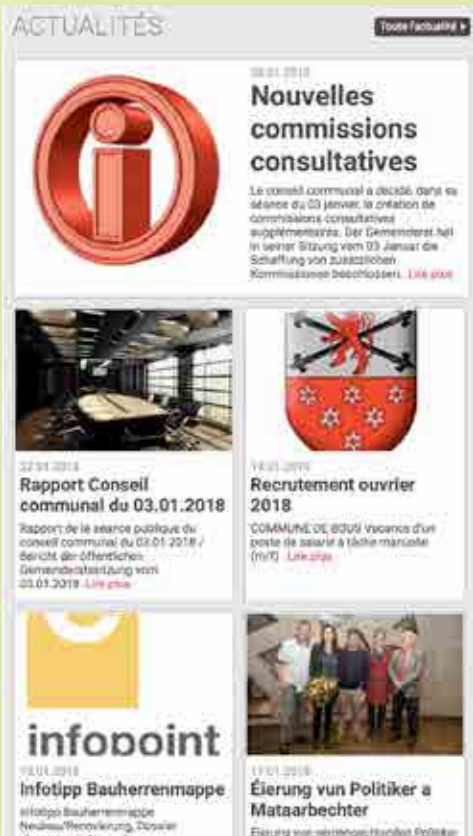 ACTUALITÉS
Toute l'actualité
Nouvelles
commissions
consultatives
Le conseil communal a décidé, dans sa
séance du 03 janvier, la création de
commissions consultatives
supplémentaires. Der Gemeinderat hat
in seiner Sitzung vom 03 Januar die
Schaffung von zusätzlichen
Kommissionen beschlossen. Lire plus
Rapport Conseil
communal du 03.01.2018
Rapport de la séance publique du
conseil communal du 03.01.2018 /
Bericht der öffentlichen
Gemeinderatssitzung vom
03.01.2018 Lire plus
Recrutement ouvrier
2018
COMMUNE DE BOUS Vacance d'un
poste de salarié à tâche manuelle
(m/f) Lire plus
infopoint
Infotipp Bauherrenmappe
Infotipp Bauherrenmappe
Neubau/Renovierung, Dossier
Éierung vun Politiker a
Mataarbechter